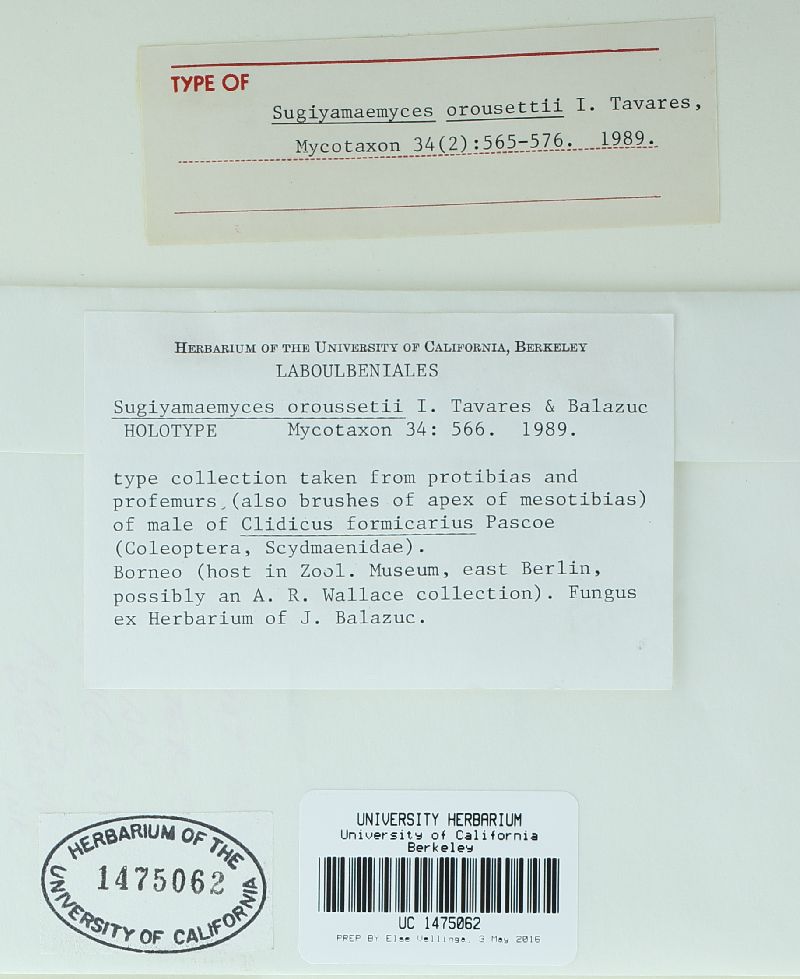 TYPE OF
Sugiyamaemyces orousettii I. Tavares,
Mycotaxon 34(2):565-576. 1989.
HERBARIUM OF THE UNIVERSITY OF CALIFORNIA, BERKELEY
LABOULBENIALES
Sugiyamaemyces oroussetii I. Tavares & Balazuc
HOLOTYPE Mycotaxon 34: 566. 1989.
type collection taken from protibias and
profemurs (also brushes of apex of mesotibias)
of male of Clidicus formicarius Pascoe
(Coleoptera, Scydmaenidae).
Borneo (host in Zool. Museum, east Berlin,
possibly an A. R. Wallace collection). Fungus
ex Herbarium of J. Balazuc.
HERBARIUM OF THE
1475062
UNIVERSITY OF CALIFORNIA
UNIVERSITY HERBARIUM
University of California
Berkeley
UC 1475062
PREP BY Else Vellinga, 3 May 2016